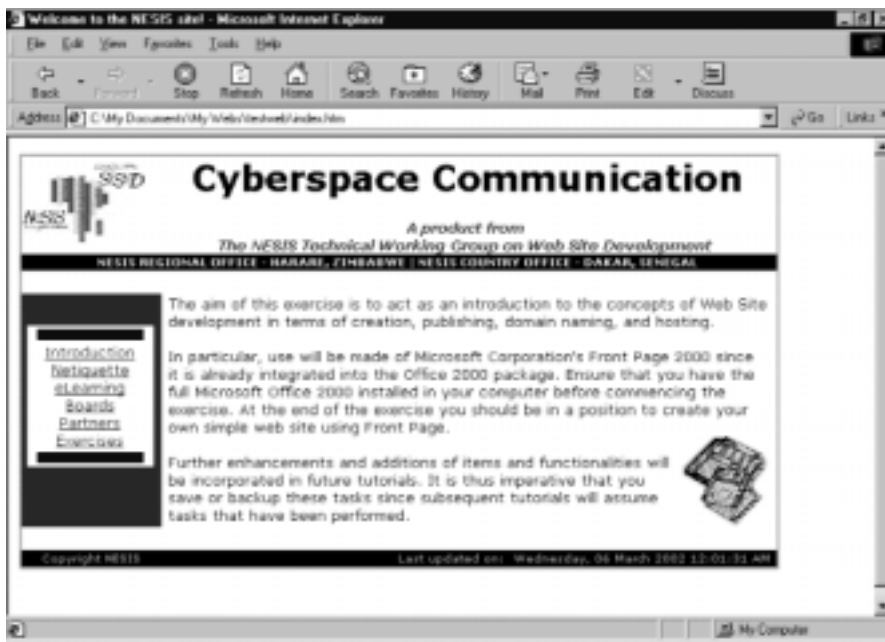 Welcome to the NESIS site! - Microsoft Internet Explorer
File Edit View Favorites Tools Help
Back Forward Stop Refresh Home Search Favorites History Mail Print Edit Discuss
Address C:\My Documents\My Webs\testweb\index.htm Go Links
NESIS
Cyberspace Communication
A product from
The NESIS Technical Working Group on Web Site Development
NESIS REGIONAL OFFICE - HARARE, ZIMBABWE | NESIS COUNTRY OFFICE - DAKAR, SENEGAL
Introduction
Netiquette
eLearning
Boards
Partners
Exercises
The aim of this exercise is to act as an introduction to the concepts of Web Site
development in terms of creation, publishing, domain naming, and hosting.
In particular, use will be made of Microsoft Corporation's Front Page 2000 since
it is already integrated into the Office 2000 package. Ensure that you have the
full Microsoft Office 2000 installed in your computer before commencing the
exercise. At the end of the exercise you should be in a position to create your
own simple web site using Front Page.
Further enhancements and additions of items and functionalities will
be incorporated in future tutorials. It is thus imperative that you
save or backup these tasks since subsequent tutorials will assume
tasks that have been performed.
Copyright NESIS Last updated on: Wednesday, 06 March 2002 12:01:31 AM
My Computer